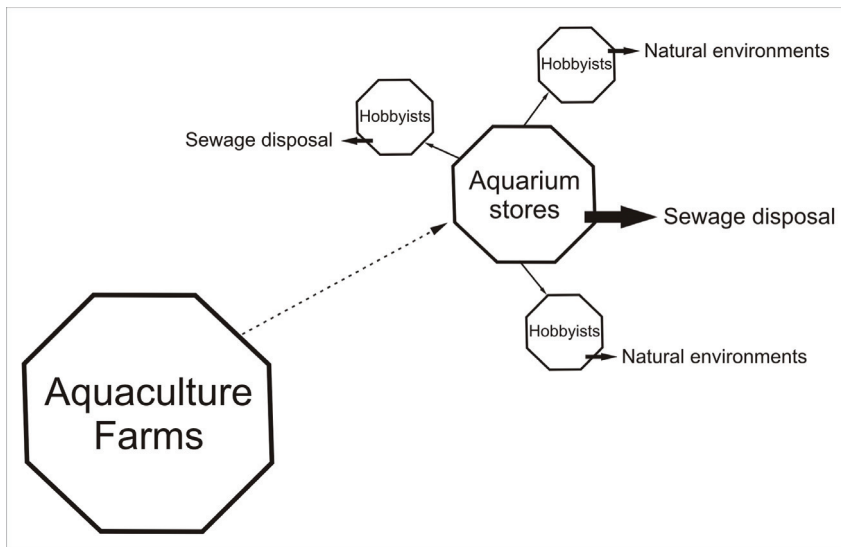 Hobbyists
Natural environments
Hobbyists
Sewage disposal
Aquarium
stores
Sewage disposal
Hobbyists
Natural environments
Aquaculture
Farms